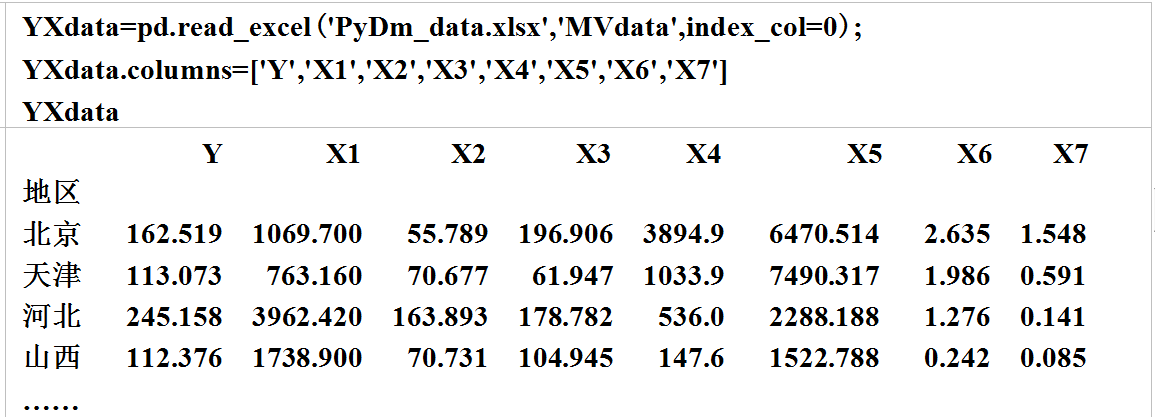 YXdata=pd.read_excel('PyDm_data.xlsx','MVdata',index_col=0);
YXdata.columns=['Y','X1','X2','X3','X4','X5','X6','X7']
YXdata
Y X1 X2 X3 X4 X5 X6 X7
地区
北京 162.519 1069.700 55.789 196.906 3894.9 6470.514 2.635 1.548
天津 113.073 763.160 70.677 61.947 1033.9 7490.317 1.986 0.591
河北 245.158 3962.420 163.893 178.782 536.0 2288.188 1.276 0.141
山西 112.376 1738.900 70.731 104.945 147.6 1522.788 0.242 0.085
……